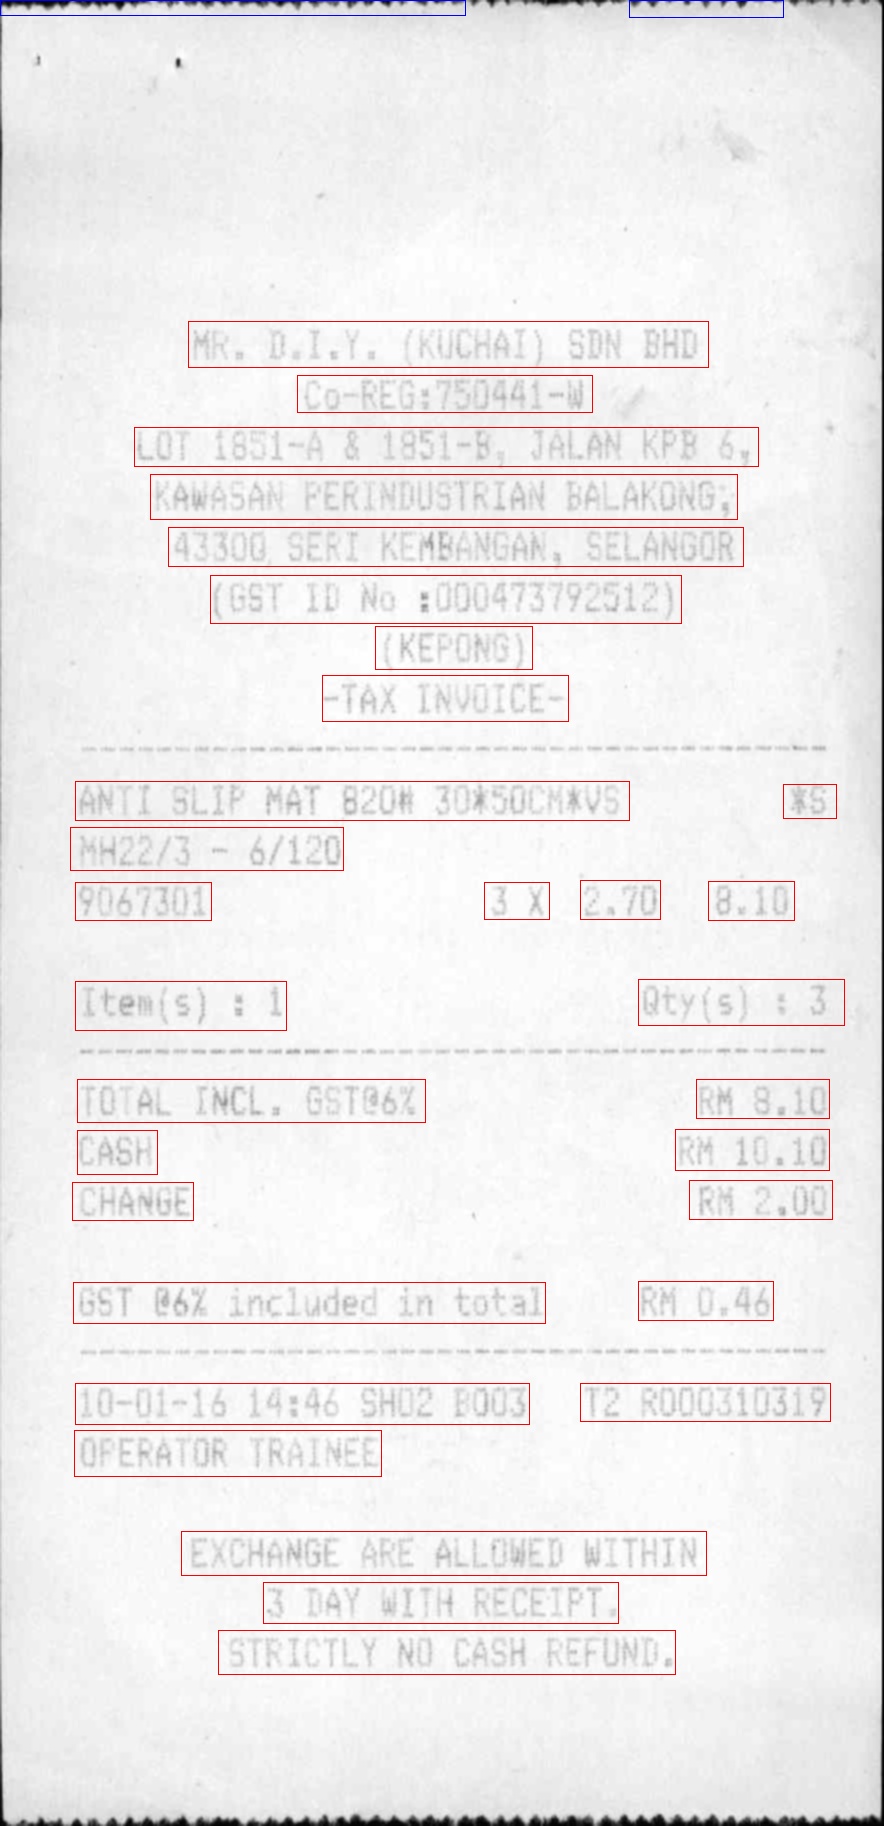 MR. D.I.Y. (KUCHAI) SDN BHD
Co-REG:750441-W
LOT 1851-A & 1851-B, JALAN KPB 6,
KAWASAN PERINDUSTRIAN BALAKONG,
43300 SERI KEMBANGAN, SELANGOR
(GST ID No :000473792512)
(KEPONG)
-TAX INVOICE-
ANTI SLIP MAT 820# 30*50CM*VS *S
MH22/3 - 6/120
9067301 3 X 2.70 8.10
Item(s) : 1 Qty(s) : 3
TOTAL INCL. GST@6% RM 8.10
CASH RM 10.10
CHANGE RM 2.00
GST @6% included in total RM 0.46
10-01-16 14:46 SH02 B003 T2 R000310319
OPERATOR TRAINEE
EXCHANGE ARE ALLOWED WITHIN
3 DAY WITH RECEIPT.
STRICTLY NO CASH REFUND.